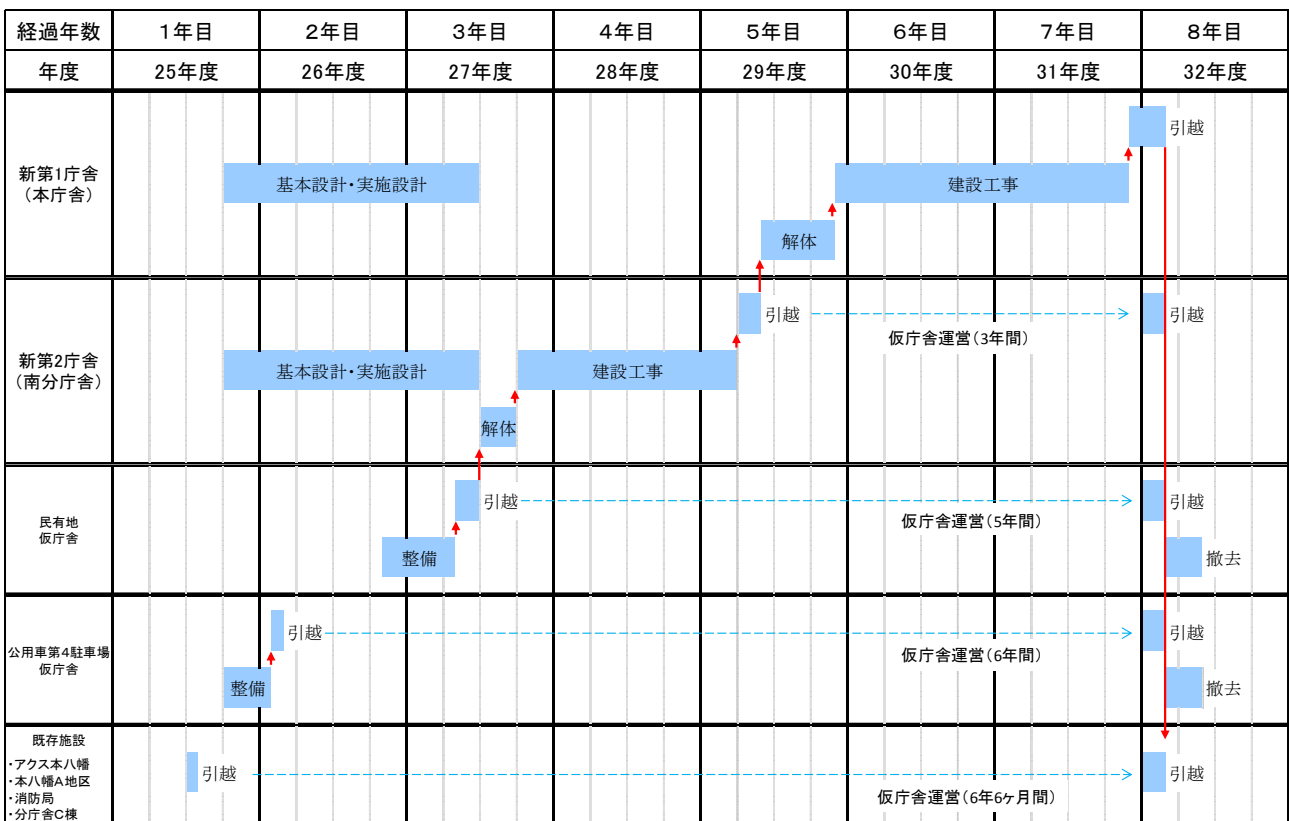 経過年数 1年目 2年目 3年目 4年目 5年目 6年目 7年目 8年目
年度 25年度 26年度 27年度 28年度 29年度 30年度 31年度 32年度
新第1庁舎
(本庁舎)
引越
基本設計・実施設計
建設工事
解体
新第2庁舎
(南分庁舎)
引越
引越
仮庁舎運営(3年間)
基本設計・実施設計
建設工事
解体
民有地
仮庁舎
引越
引越
仮庁舎運営(5年間)
整備
撤去
公用車第4駐車場
仮庁舎
引越
引越
仮庁舎運営(6年間)
整備
撤去
既存施設
・アクス本八幡
・本八幡A地区
・消防局
・分庁舎C棟
引越
引越
仮庁舎運営(6年6ヶ月間)